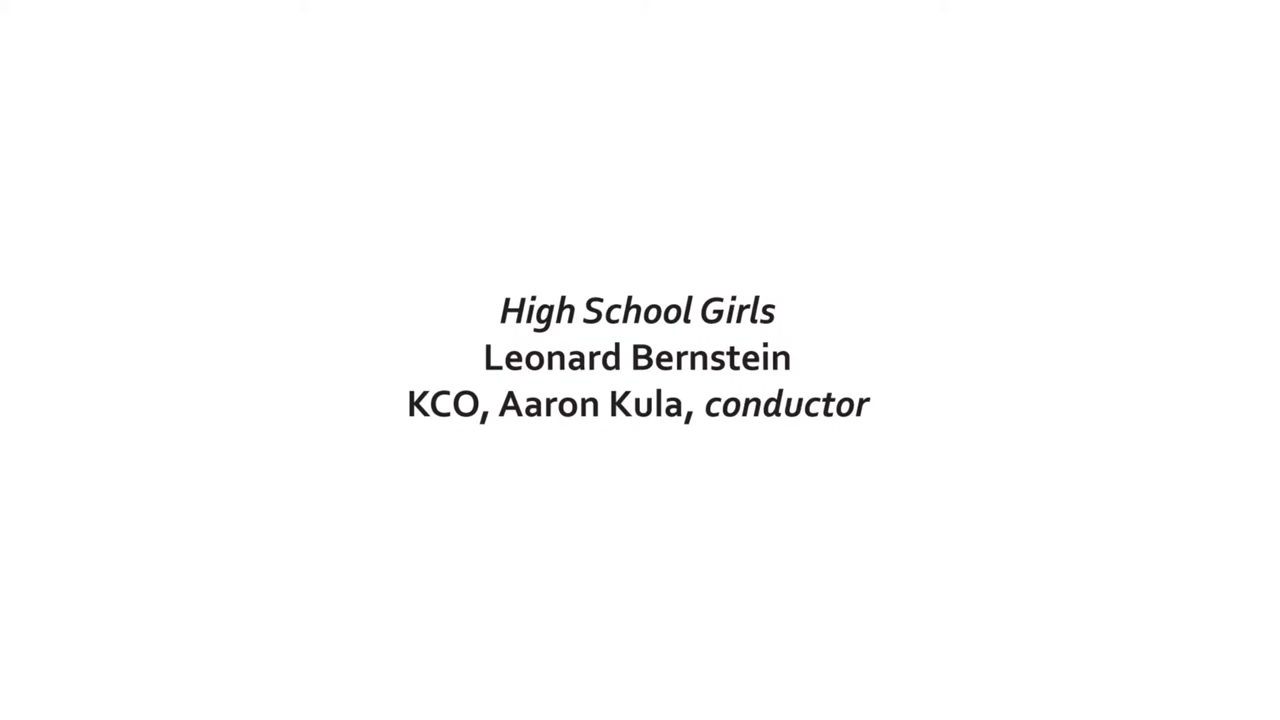 High School Girls
Leonard Bernstein
KCO, Aaron Kula, conductor